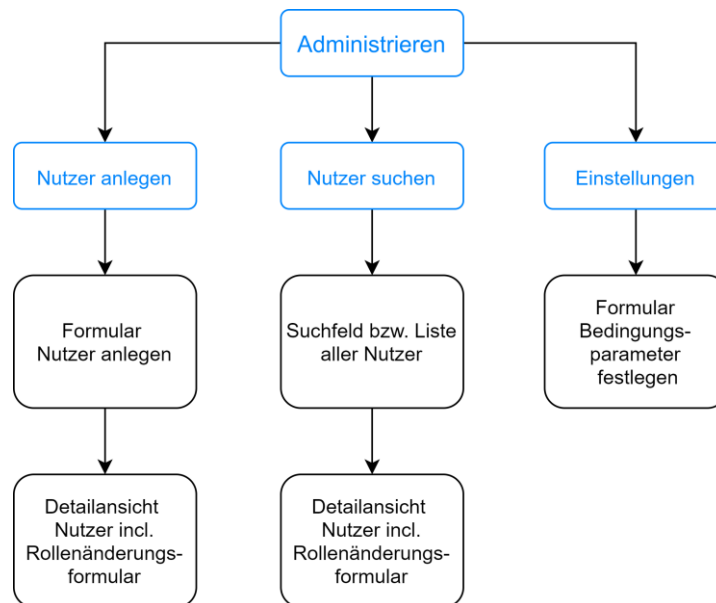 Administrieren
Nutzer anlegen
Nutzer suchen
Einstellungen
Formular
Nutzer anlegen
Suchfeld bzw. Liste
aller Nutzer
Formular
Bedingungs-
parameter
festlegen
Detailansicht
Nutzer incl.
Rollenänderungs-
formular
Detailansicht
Nutzer incl.
Rollenänderungs-
formular